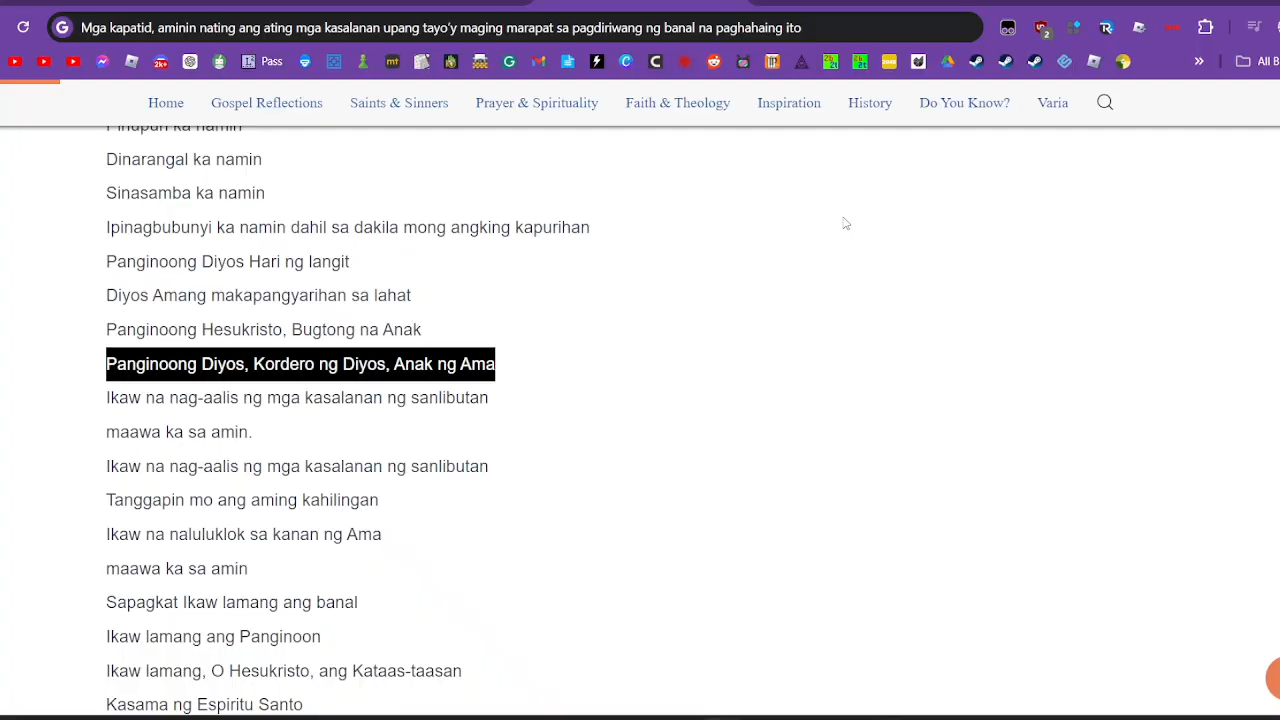 Mga kapatid, aminin nating ang ating mga kasalanan upang tayo'y maging marapat sa pagdiriwang ng banal na paghahaing ito
Pass
All B
Home Gospel Reflections Saints & Sinners Prayer & Spirituality Faith & Theology Inspiration History Do You Know? Varia
Pinupuri ka namin
Dinarangal ka namin
Sinasamba ka namin
Ipinagbubunyi ka namin dahil sa dakila mong angking kapurihan
Panginoong Diyos Hari ng langit
Diyos Amang makapangyarihan sa lahat
Panginoong Hesukristo, Bugtong na Anak
Panginoong Diyos, Kordero ng Diyos, Anak ng Ama
Ikaw na nag-aalis ng mga kasalanan ng sanlibutan
maawa ka sa amin.
Ikaw na nag-aalis ng mga kasalanan ng sanlibutan
Tanggapin mo ang aming kahilingan
Ikaw na naluluklok sa kanan ng Ama
maawa ka sa amin
Sapagkat Ikaw lamang ang banal
Ikaw lamang ang Panginoon
Ikaw lamang, O Hesukristo, ang Kataas-taasan
Kasama ng Espiritu Santo